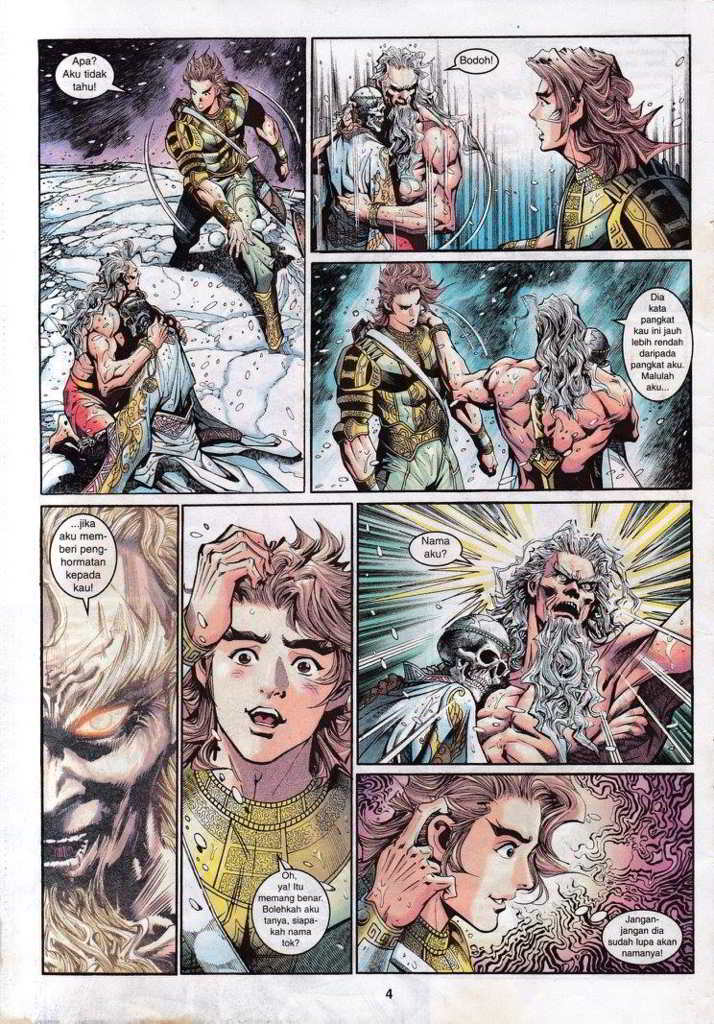 Apa?
Aku tidak
tahu!
Bodoh!
Dia
kata
pangkat
kau ini jauh
lebih rendah
daripada
pangkat aku.
Malulah
aku...
...jika
aku mem-
beri peng-
hormatan
kepada
kau!
Oh,
ya! Itu
memang benar.
Bolehkah aku
tanya, siapa-
kah nama
tok?
Nama
aku?
Jangan-
jangan dia
sudah lupa akan
namanya!
4